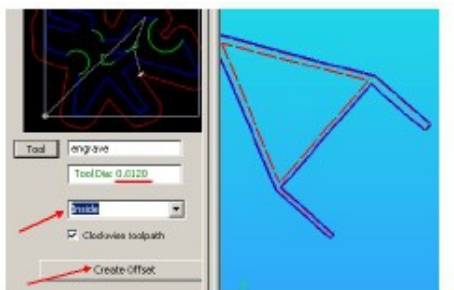 Tool engrave
Tool Dia: 0.0120
Inside
Clockwise toolpath
Create Offset